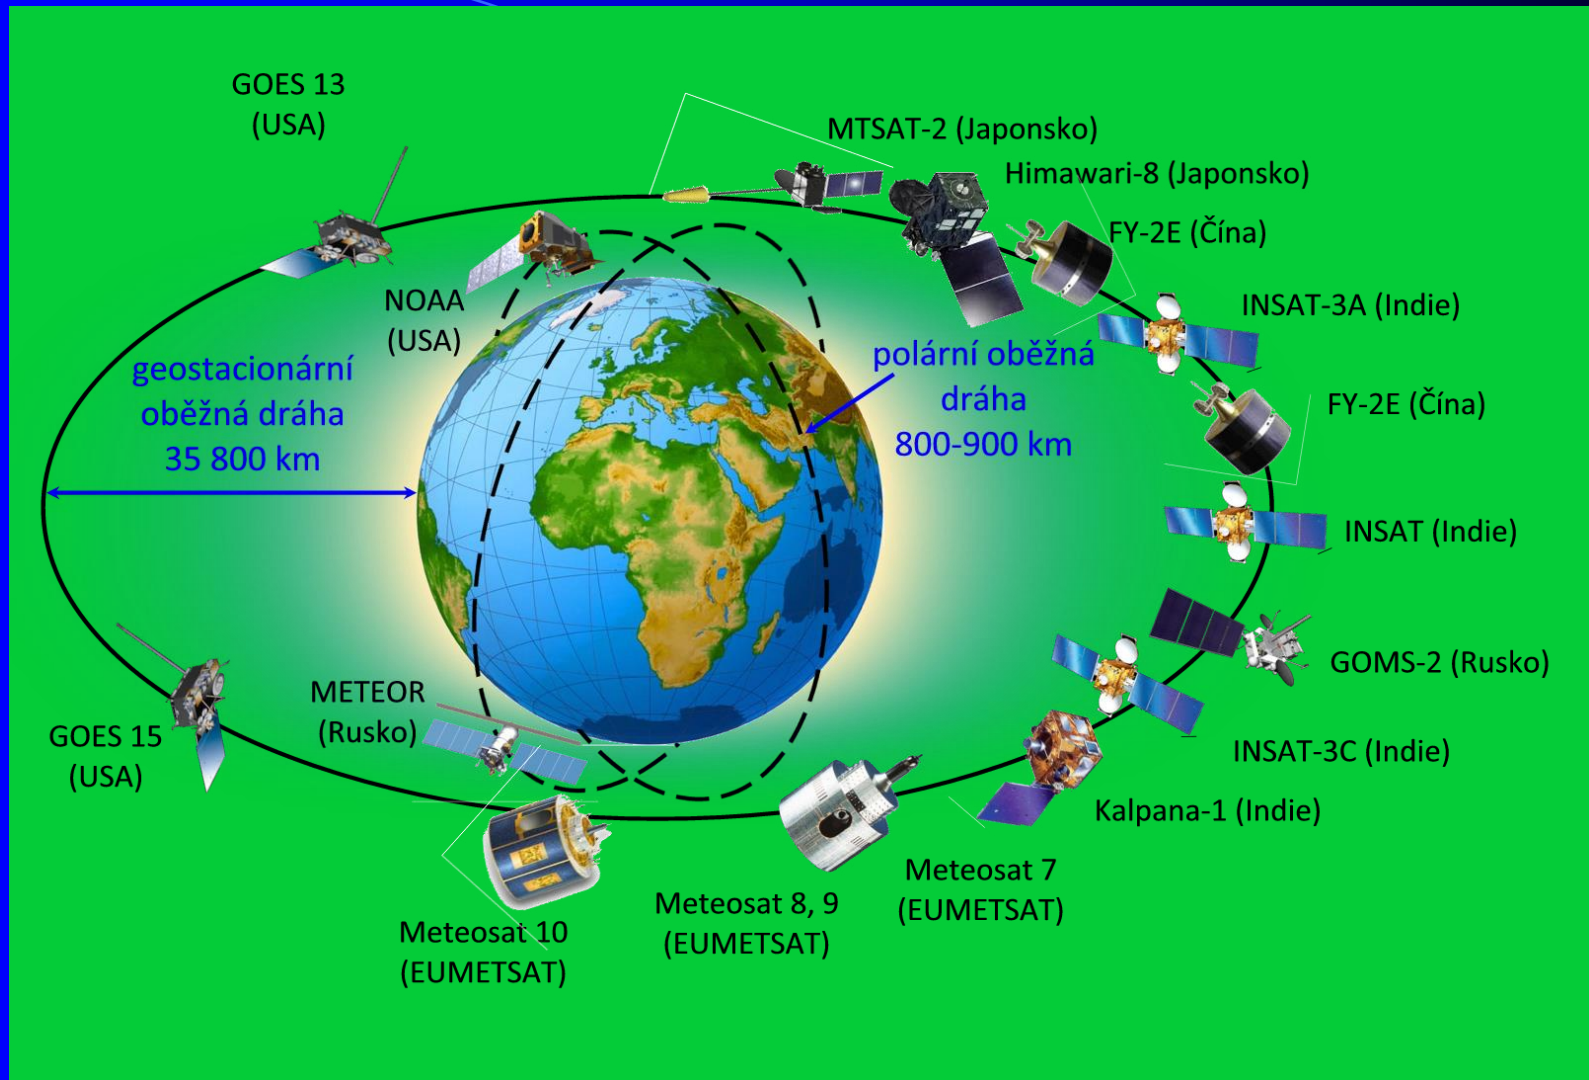 GOES 13
(USA)
MTSAT-2 (Japonsko)
Himawari-8 (Japonsko)
FY-2E (Čína)
NOAA
(USA)
INSAT-3A (Indie)
geostacionární
oběžná dráha
35 800 km
polární oběžná
dráha
800-900 km
FY-2E (Čína)
INSAT (Indie)
GOMS-2 (Rusko)
METEOR
(Rusko)
GOES 15
(USA)
INSAT-3C (Indie)
Kalpana-1 (Indie)
Meteosat 7
(EUMETSAT)
Meteosat 8, 9
(EUMETSAT)
Meteosat 10
(EUMETSAT)